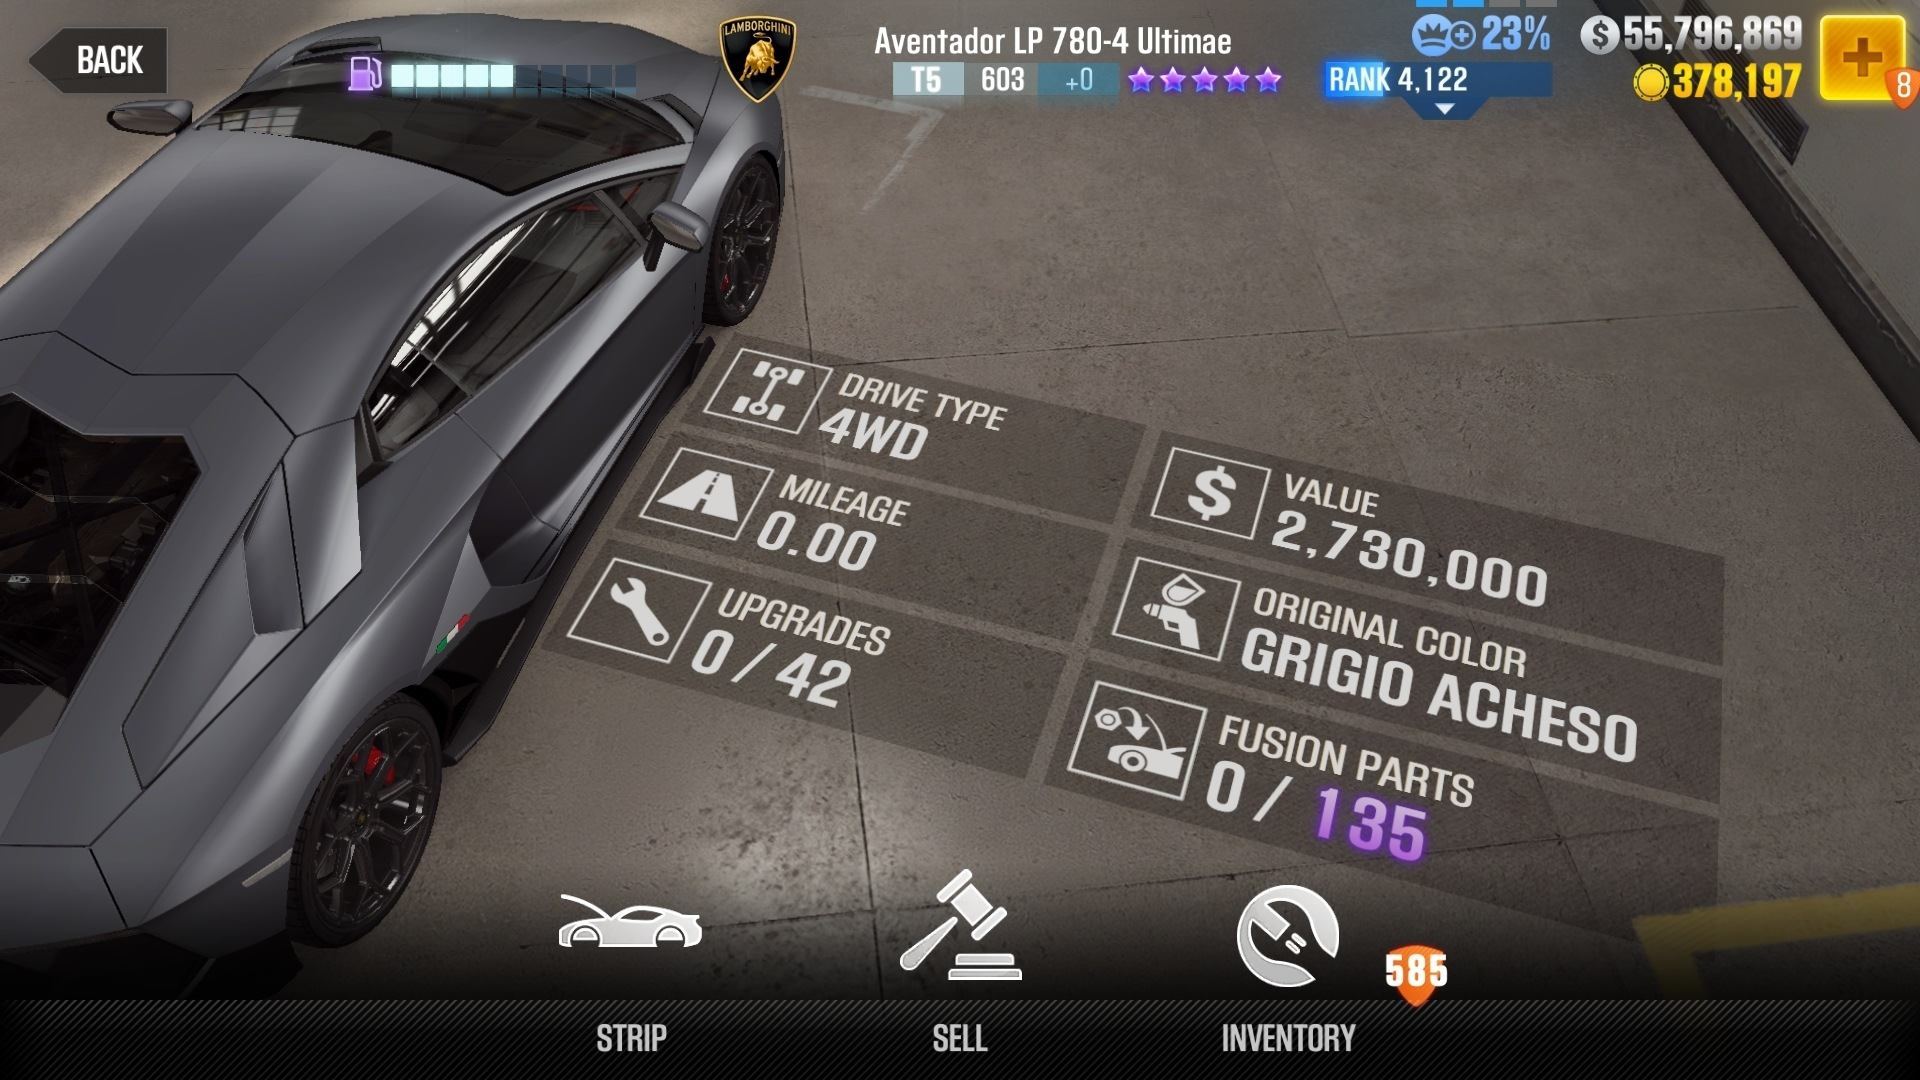 BACK
LAMBORGHINI
Aventador LP 780-4 Ultimae
T5 603 +0
23%
RANK 4,122
55,796,869
378,197
8
DRIVE TYPE
4WD
MILEAGE
0.00
UPGRADES
0/42
VALUE
2,730,000
ORIGINAL COLOR
GRIGIO ACHESO
FUSION PARTS
0/ 135
585
STRIP
SELL
INVENTORY